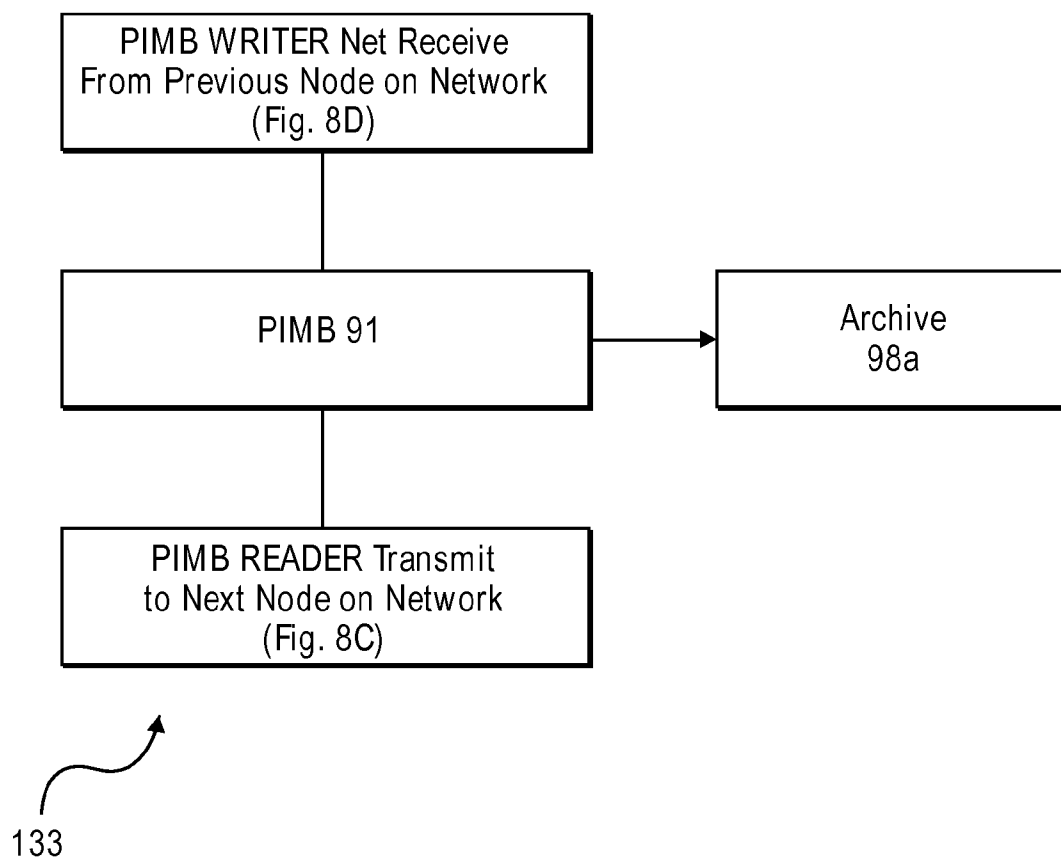 PIMB WRITER Net Receive
From Previous Node on Network
(Fig. 8D)
PIMB 91
Archive
98a
PIMB READER Transmit
to Next Node on Network
(Fig. 8C)
133